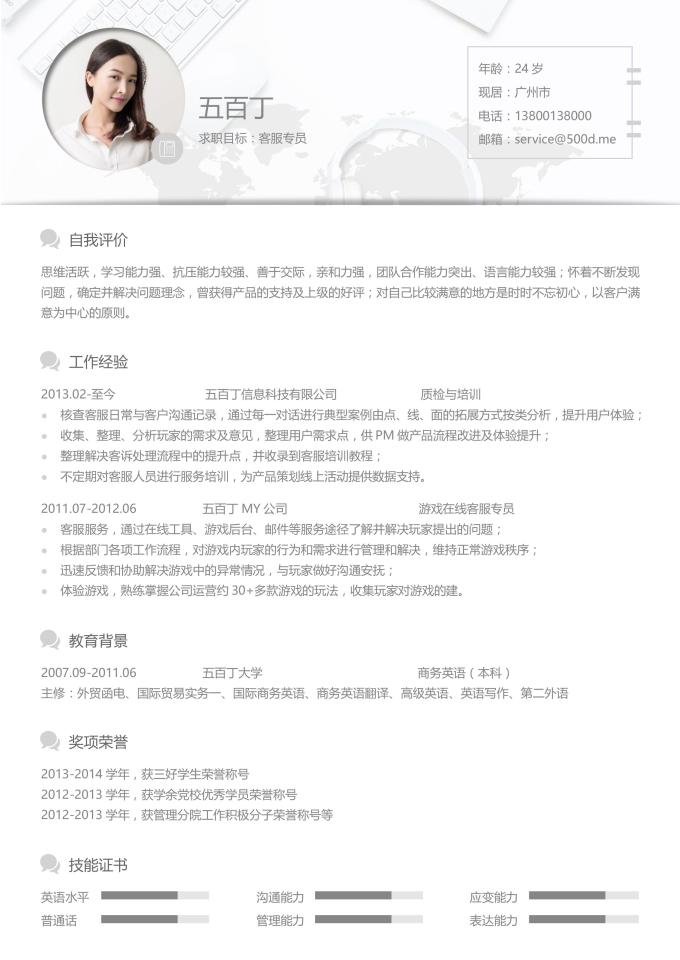 五百丁
求职目标：客服专员
年龄：24 岁
现居：广州市
电话：13800138000
邮箱：service@500d.me
自我评价
思维活跃，学习能力强、抗压能力较强、善于交际，亲和力强，团队合作能力突出、语言能力较强；怀着不断发现
问题，确定并解决问题理念，曾获得产品的支持及上级的好评；对自己比较满意的地方是时时不忘初心，以客户满
意为中心的原则。
工作经验
2013.02-至今 五百丁信息科技有限公司 质检与培训
核查客服日常与客户沟通记录，通过每一对话进行典型案例由点、线、面的拓展方式按类分析，提升用户体验；
收集、整理、分析玩家的需求及意见，整理用户需求点，供 PM 做产品流程改进及体验提升；
整理解决客诉处理流程中的提升点，并收录到客服培训教程；
不定期对客服人员进行服务培训，为产品策划线上活动提供数据支持。
2011.07-2012.06 五百丁 MY 公司 游戏在线客服专员
客服服务，通过在线工具、游戏后台、邮件等服务途径了解并解决玩家提出的问题；
根据部门各项工作流程，对游戏内玩家的行为和需求进行管理和解决，维持正常游戏秩序；
迅速反馈和协助解决游戏中的异常情况，与玩家做好沟通安抚；
体验游戏，熟练掌握公司运营约 30+多款游戏的玩法，收集玩家对游戏的建。
教育背景
2007.09-2011.06 五百丁大学 商务英语（本科）
主修：外贸函电、国际贸易实务一、国际商务英语、商务英语翻译、高级英语、英语写作、第二外语
奖项荣誉
2013-2014 学年，获三好学生荣誉称号
2012-2013 学年，获学余党校优秀学员荣誉称号
2012-2013 学年，获管理分院工作积极分子荣誉称号等
技能证书
英语水平 沟通能力 应变能力
普通话 管理能力 表达能力